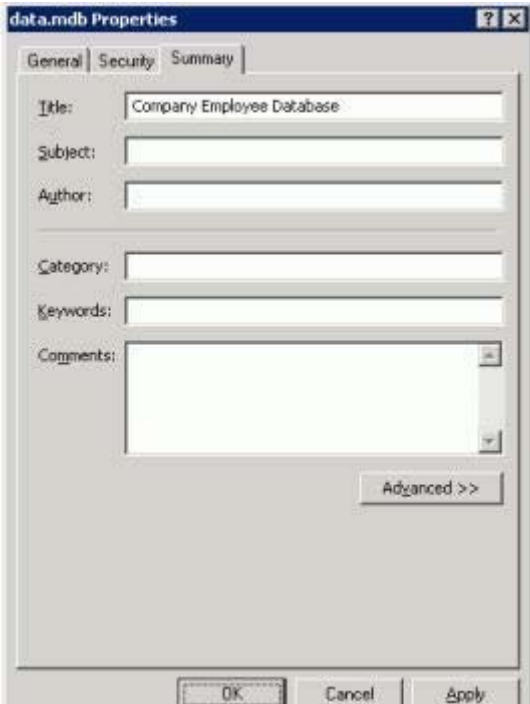 data.mdb Properties
General Security Summary
Title: Company Employee Database
Subject:
Author:
Category:
Keywords:
Comments:
Advanced >>
OK Cancel Apply